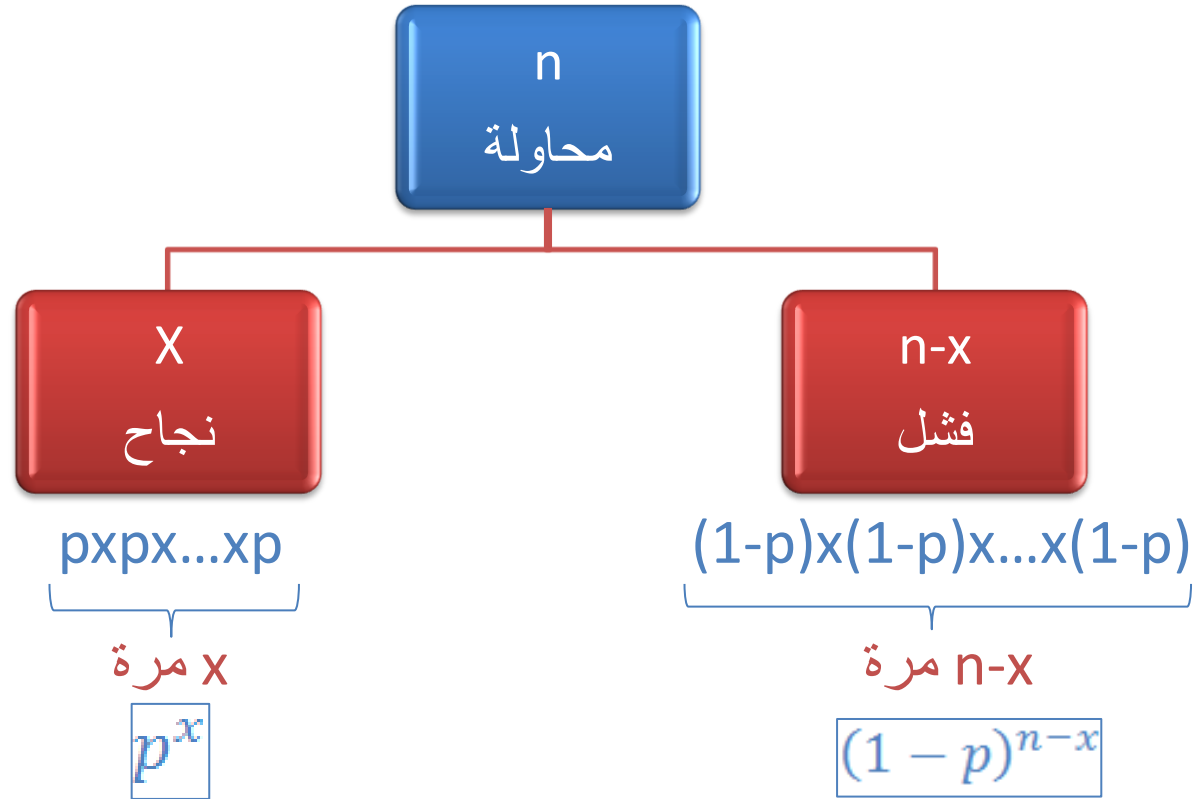 n
محاولة
X
نجاح
n-x
فشل
pxpx...xp
(1-p)x(1-p)x...x(1-p)
x مرة
n-x مرة
p^x
(1 − p)^{n−x}